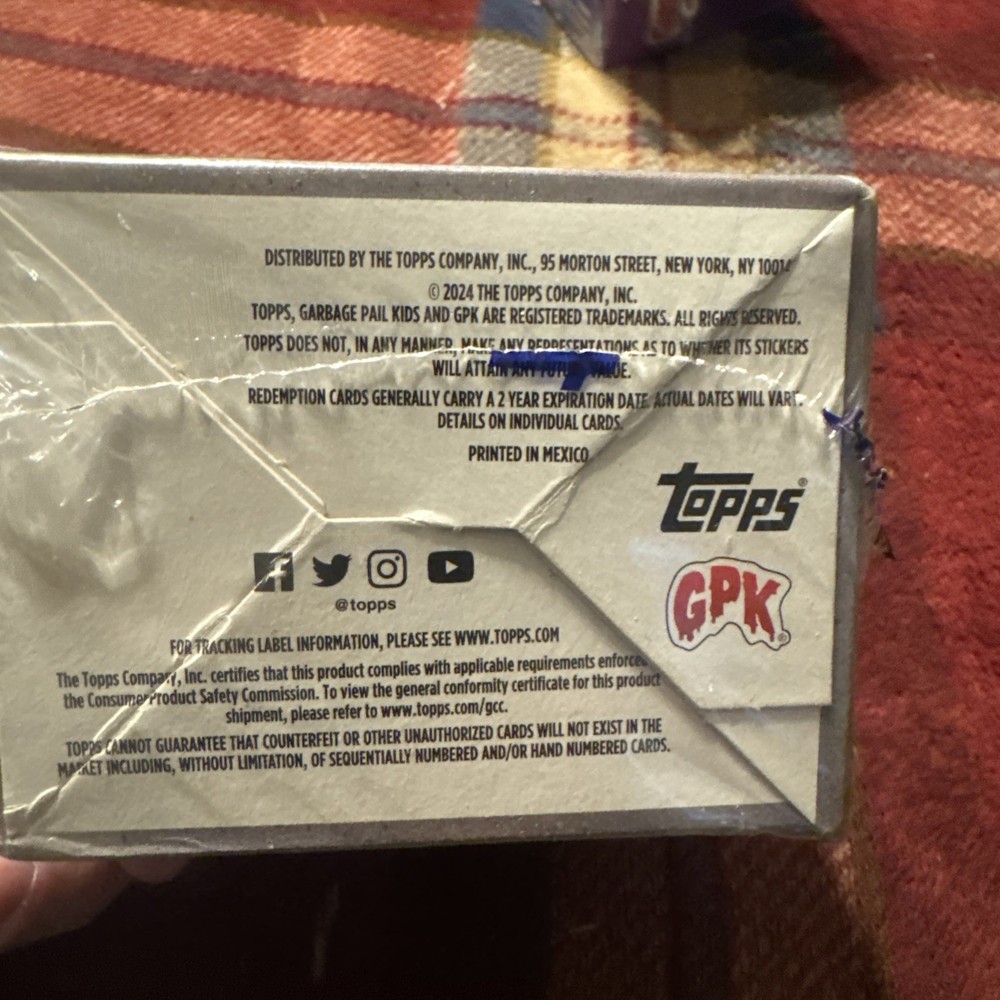 DISTRIBUTED BY THE TOPPS COMPANY, INC., 95 MORTON STREET, NEW YORK, NY 10014
© 2024 THE TOPPS COMPANY, INC.
TOPPS, GARBAGE PAIL KIDS AND GPK ARE REGISTERED TRADEMARKS. ALL RIGHTS RESERVED.
TOPPS DOES NOT, IN ANY MANNER, MAKE ANY REPRESENTATIONS AS TO WHETHER ITS STICKERS
WILL ATTAIN ANY FUTURE VALUE.
REDEMPTION CARDS GENERALLY CARRY A 2 YEAR EXPIRATION DATE. ACTUAL DATES WILL VARY.
DETAILS ON INDIVIDUAL CARDS.
PRINTED IN MEXICO
topps®
GPK®
@topps
FOR TRACKING LABEL INFORMATION, PLEASE SEE WWW.TOPPS.COM
The Topps Company, Inc. certifies that this product complies with applicable requirements enforced
the Consumer Product Safety Commission. To view the general conformity certificate for this product
shipment, please refer to www.topps.com/gcc.
TOPPS CANNOT GUARANTEE THAT COUNTERFEIT OR OTHER UNAUTHORIZED CARDS WILL NOT EXIST IN THE
MARKET INCLUDING, WITHOUT LIMITATION, OF SEQUENTIALLY NUMBERED AND/OR HAND NUMBERED CARDS.